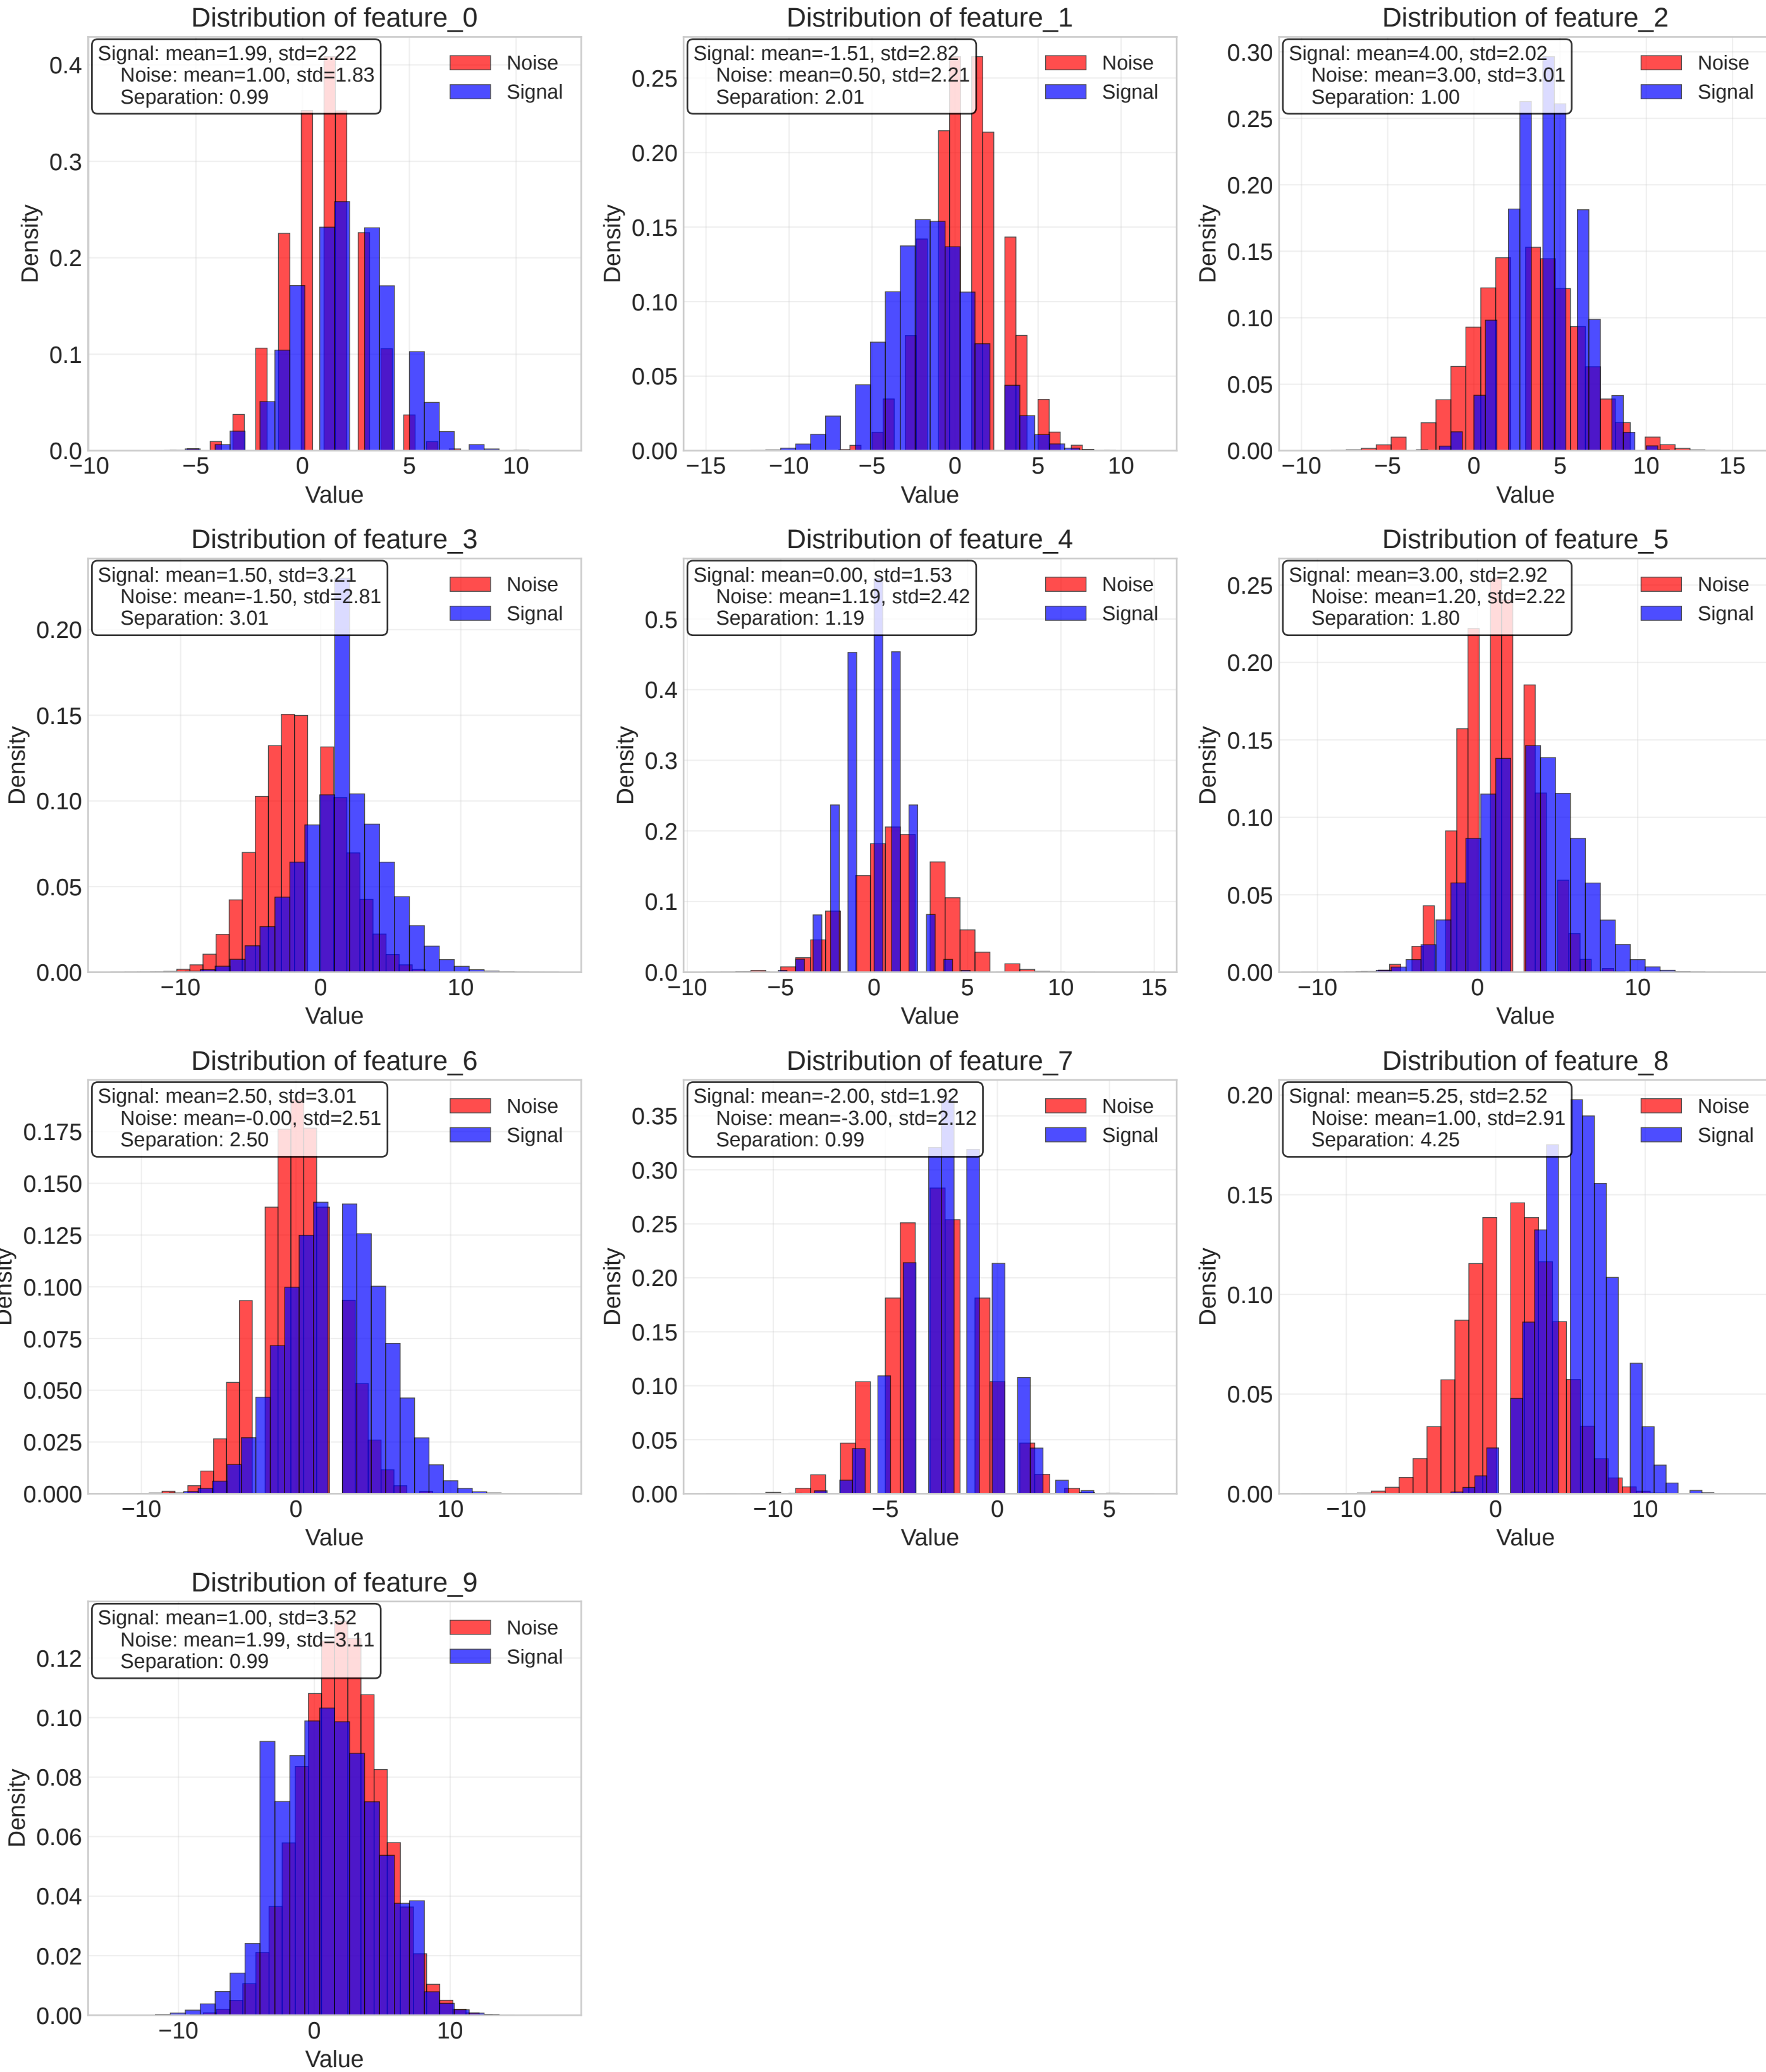 Distribution of feature_0
Signal: mean=1.99, std=2.22
Noise: mean=1.00, std=1.83
Separation: 0.99
Noise
Signal
0.4
0.3
0.2
0.1
0.0
Density
−10
−5
0
5
10
Value
Distribution of feature_1
Signal: mean=-1.51, std=2.82
Noise: mean=0.50, std=2.21
Separation: 2.01
Noise
Signal
0.25
0.20
0.15
0.10
0.05
0.00
Density
−15
−10
−5
0
5
10
Value
Distribution of feature_2
Signal: mean=4.00, std=2.02
Noise: mean=3.00, std=3.01
Separation: 1.00
Noise
Signal
0.30
0.25
0.20
0.15
0.10
0.05
0.00
Density
−10
−5
0
5
10
15
Value
Distribution of feature_3
Signal: mean=1.50, std=3.21
Noise: mean=-1.50, std=2.81
Separation: 3.01
Noise
Signal
0.20
0.15
0.10
0.05
0.00
Density
−10
0
10
Value
Distribution of feature_4
Signal: mean=0.00, std=1.53
Noise: mean=1.19, std=2.42
Separation: 1.19
Noise
Signal
0.5
0.4
0.3
0.2
0.1
0.0
Density
−10
−5
0
5
10
15
Value
Distribution of feature_5
Signal: mean=3.00, std=2.92
Noise: mean=1.20, std=2.22
Separation: 1.80
Noise
Signal
0.25
0.20
0.15
0.10
0.05
0.00
Density
−10
0
10
Value
Distribution of feature_6
Signal: mean=2.50, std=3.01
Noise: mean=-0.00, std=2.51
Separation: 2.50
Noise
Signal
0.175
0.150
0.125
0.100
0.075
0.050
0.025
0.000
Density
−10
0
10
Value
Distribution of feature_7
Signal: mean=-2.00, std=1.92
Noise: mean=-3.00, std=2.12
Separation: 0.99
Noise
Signal
0.35
0.30
0.25
0.20
0.15
0.10
0.05
0.00
Density
−10
−5
0
5
Value
Distribution of feature_8
Signal: mean=5.25, std=2.52
Noise: mean=1.00, std=2.91
Separation: 4.25
Noise
Signal
0.20
0.15
0.10
0.05
0.00
Density
−10
0
10
Value
Distribution of feature_9
Signal: mean=1.00, std=3.52
Noise: mean=1.99, std=3.11
Separation: 0.99
Noise
Signal
0.12
0.10
0.08
0.06
0.04
0.02
0.00
Density
−10
0
10
Value